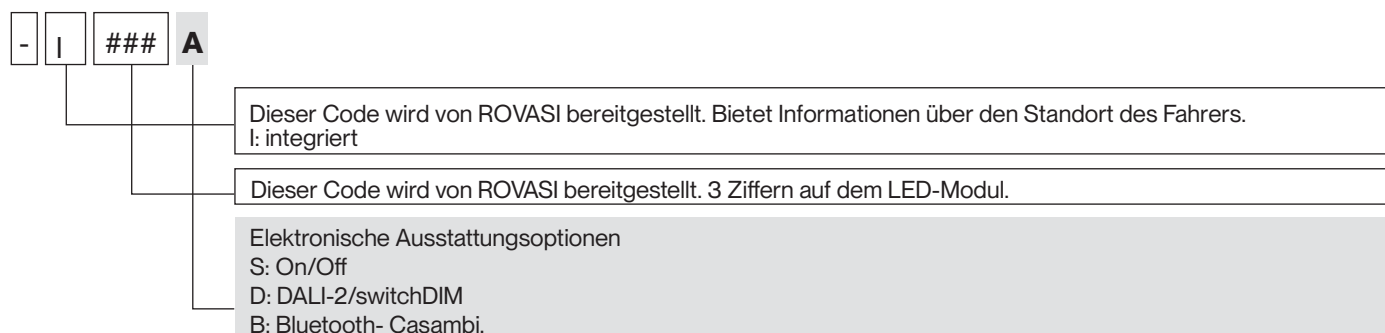 - I ### A
Dieser Code wird von ROVASI bereitgestellt. Bietet Informationen über den Standort des Fahrers.
I: integriert
Dieser Code wird von ROVASI bereitgestellt. 3 Ziffern auf dem LED-Modul.
Elektronische Ausstattungsoptionen
S: On/Off
D: DALI-2/switchDIM
B: Bluetooth- Casambi.